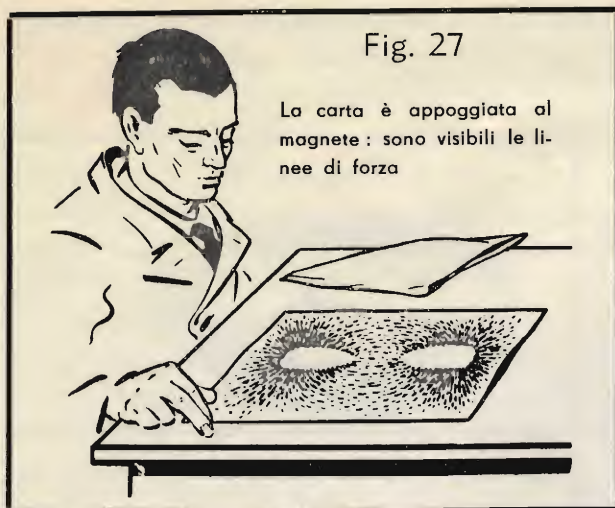 Fig. 27
La carta è appoggiata al
magnete : sono visibili le li-
nee di forza